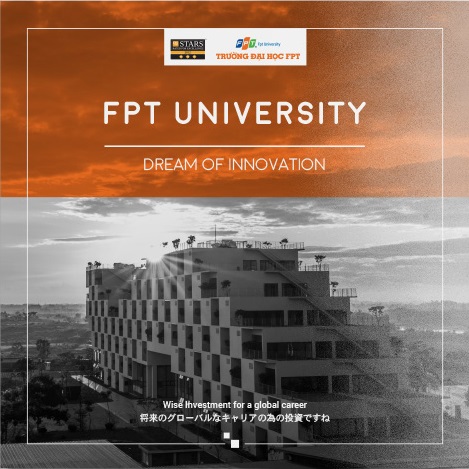 STARS
FPT Fpt University
TRƯỜNG ĐẠI HỌC FPT
FPT UNIVERSITY
DREAM OF INNOVATION
Wise Investment for a global career
将来のグローバルなキャリアの為の投資ですね